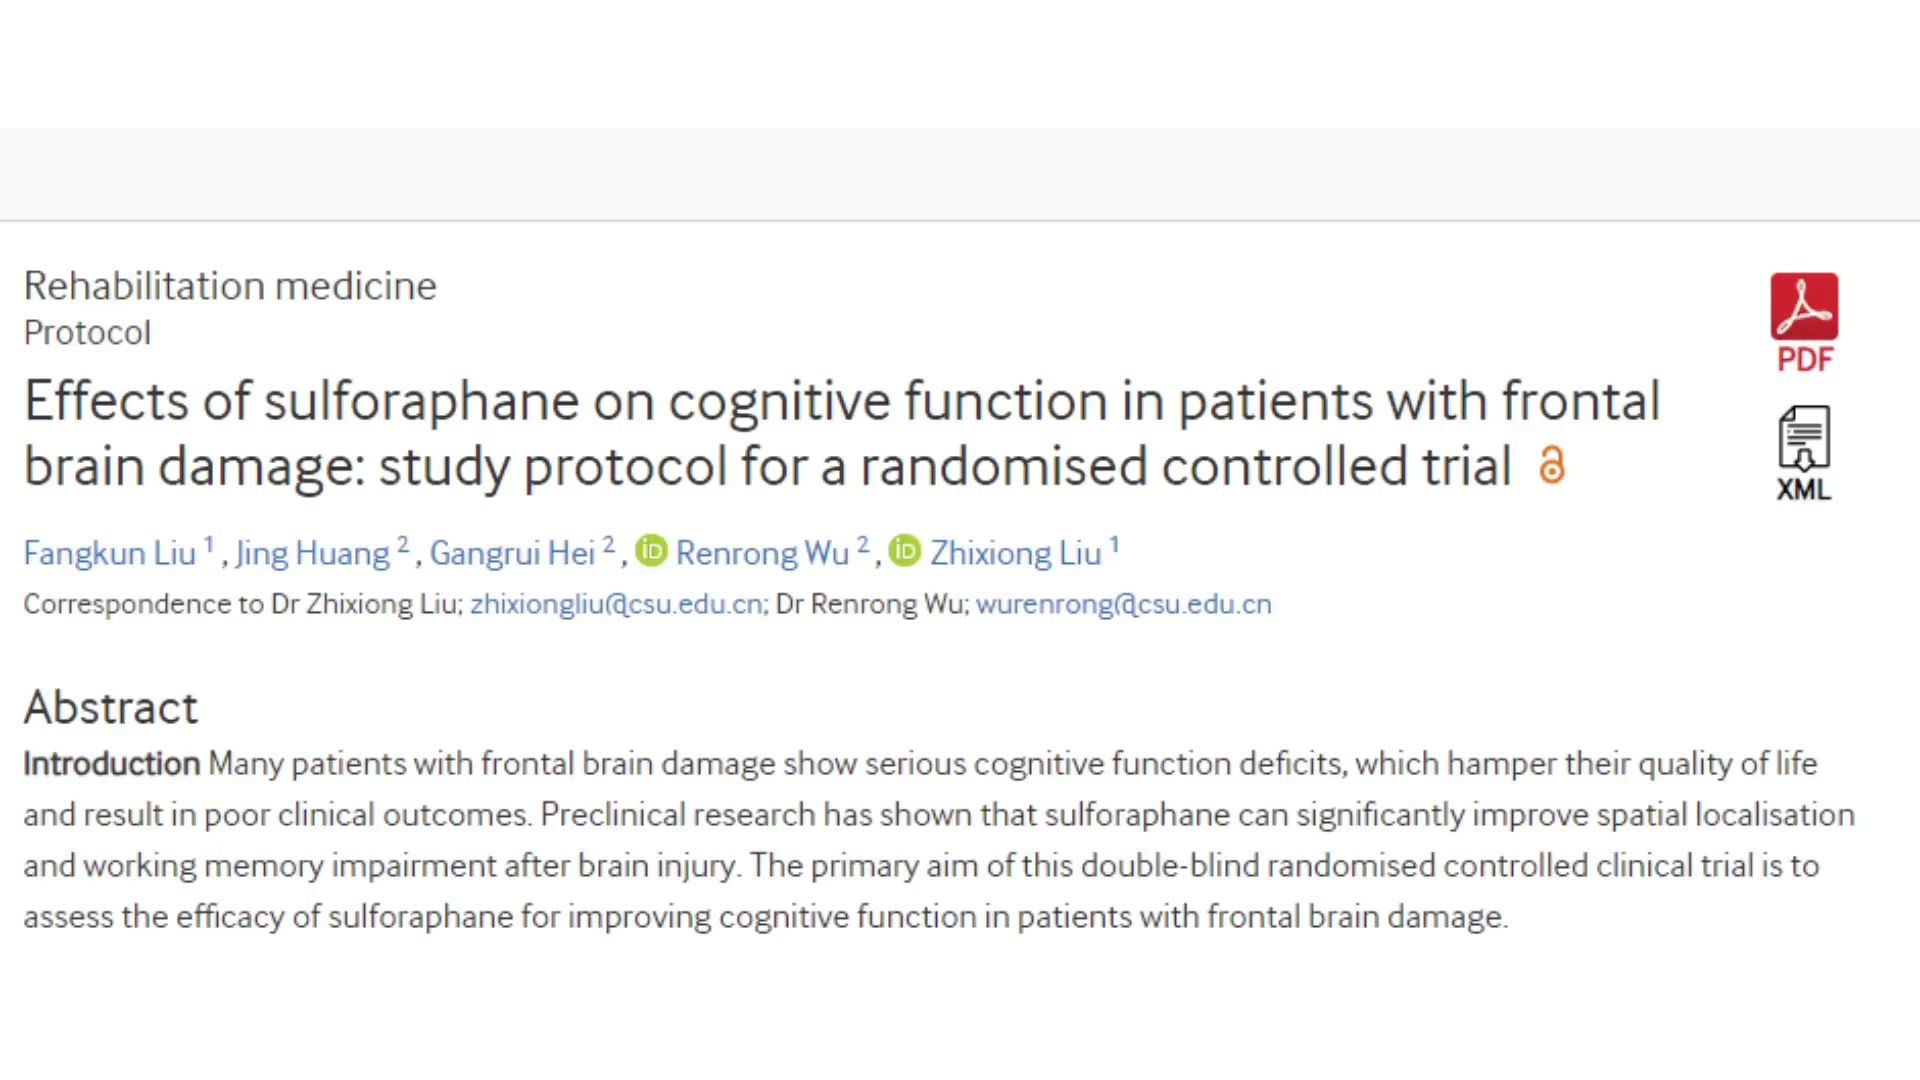 Rehabilitation medicine
Protocol
Effects of sulforaphane on cognitive function in patients with frontal
brain damage: study protocol for a randomised controlled trial
PDF
XML
Fangkun Liu 1, Jing Huang 2, Gangrui Hei 2, iD Renrong Wu 2, iD Zhixiong Liu 1
Correspondence to Dr Zhixiong Liu; zhixiongliu@csu.edu.cn; Dr Renrong Wu; wurenrong@csu.edu.cn
Abstract
Introduction Many patients with frontal brain damage show serious cognitive function deficits, which hamper their quality of life
and result in poor clinical outcomes. Preclinical research has shown that sulforaphane can significantly improve spatial localisation
and working memory impairment after brain injury. The primary aim of this double-blind randomised controlled clinical trial is to
assess the efficacy of sulforaphane for improving cognitive function in patients with frontal brain damage.